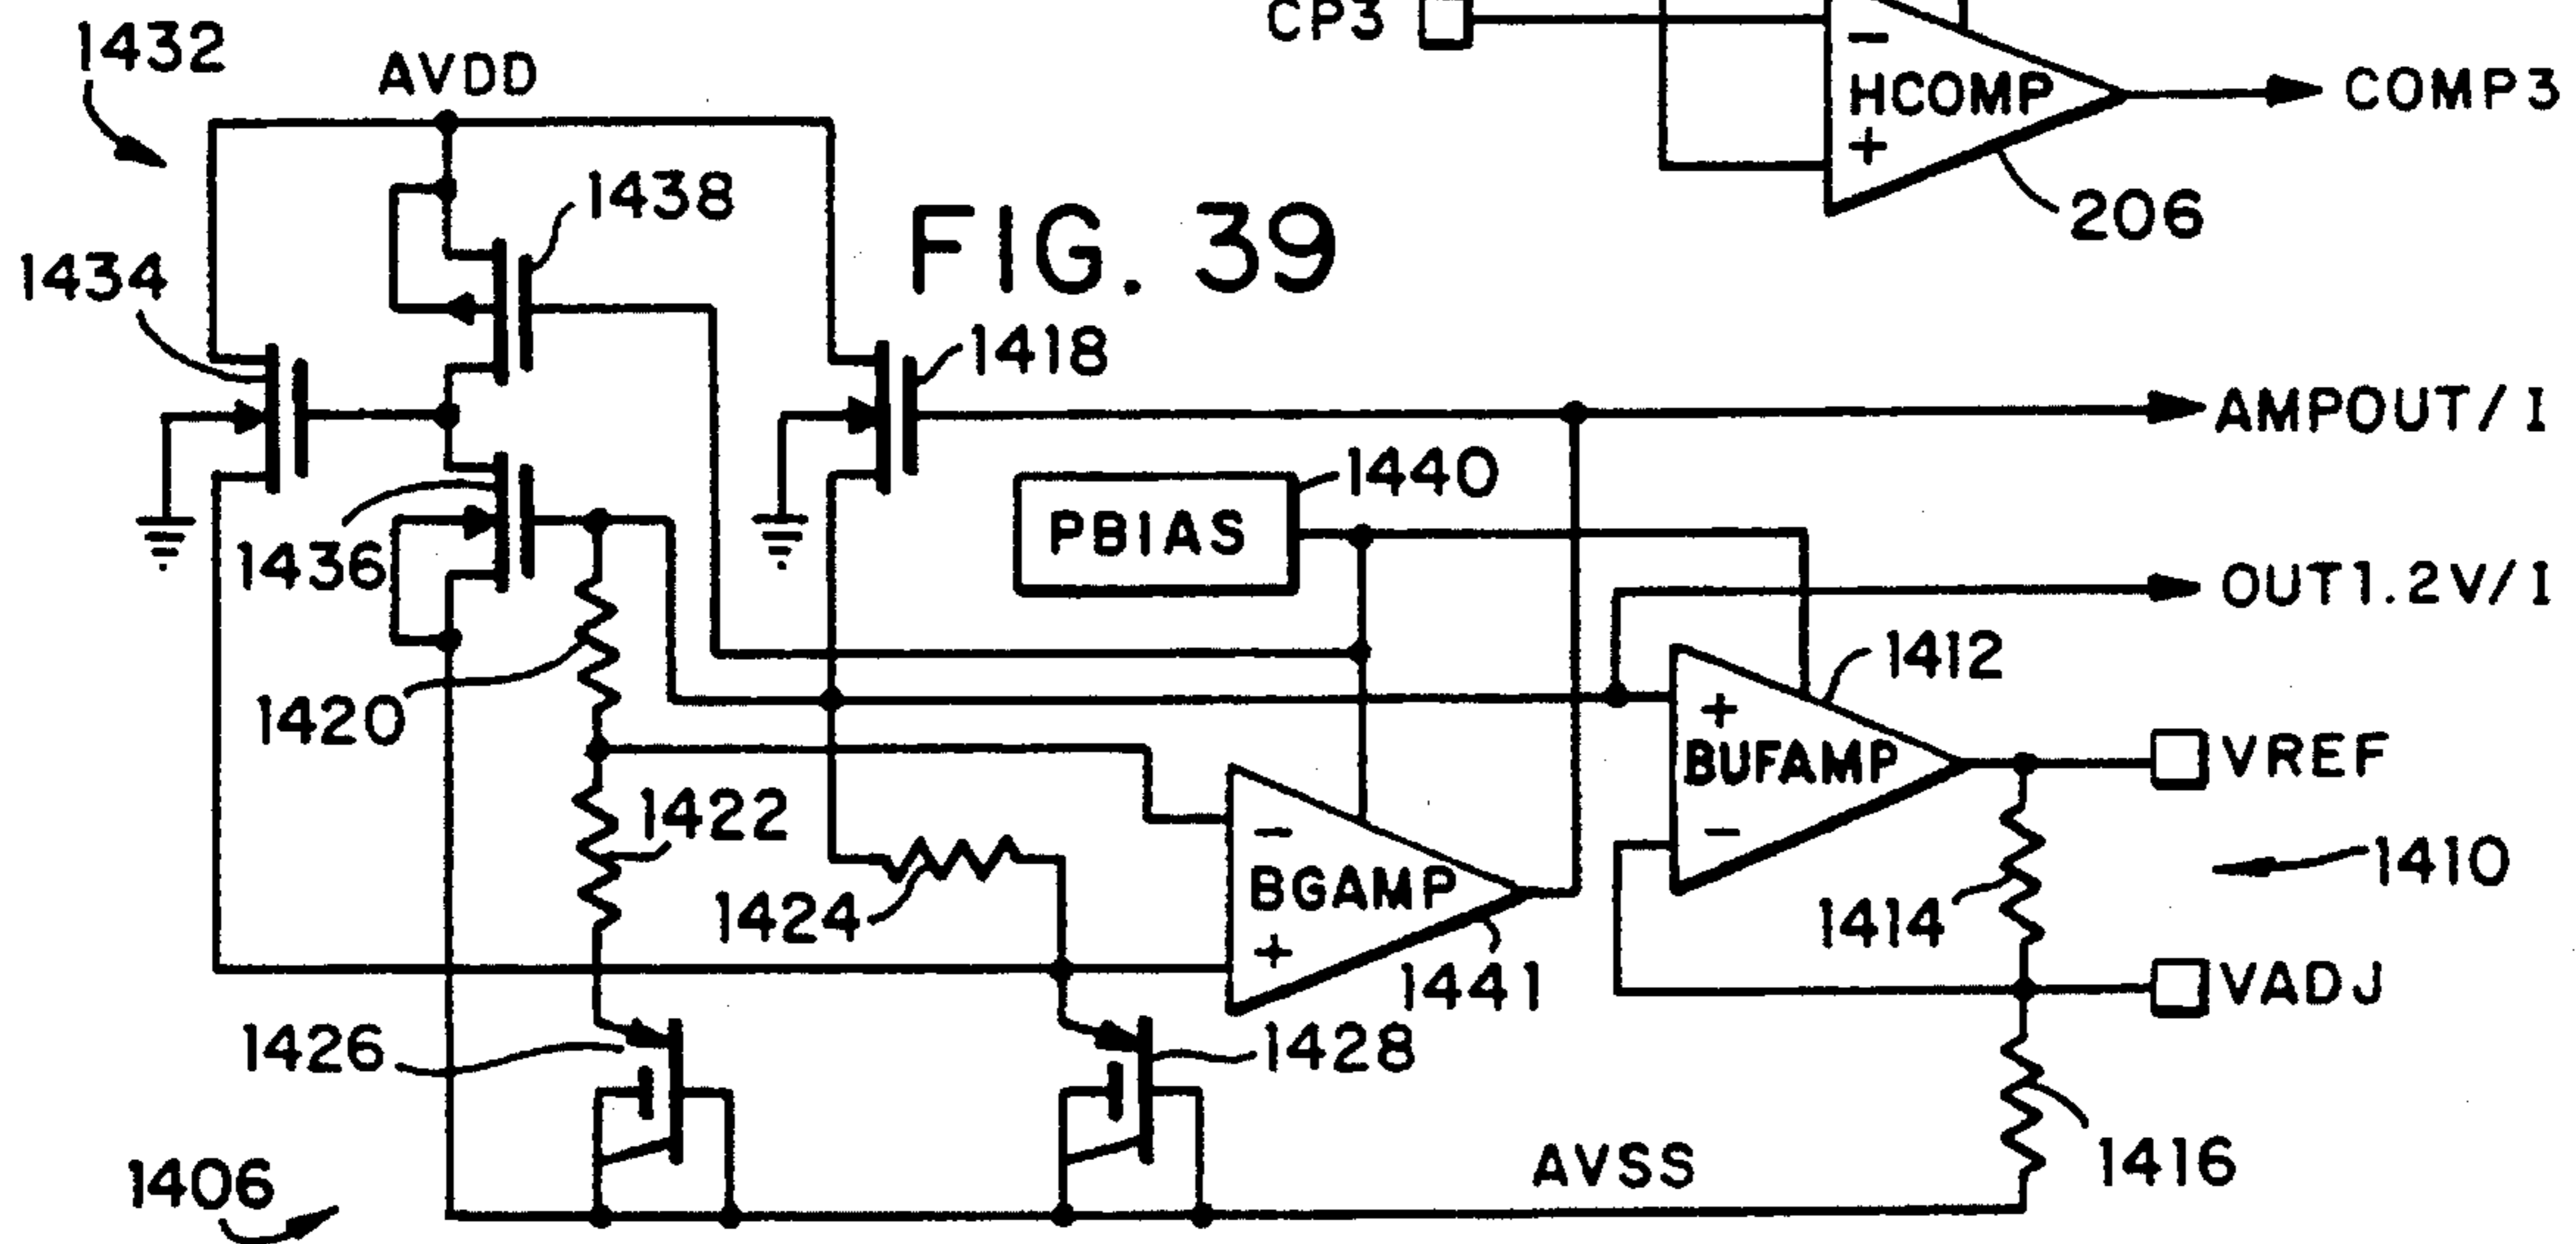 CP3
1432
AVDD
−
HCOMP
+
COMP3
206
1438
FIG. 39
1434
1418
AMPOUT/I
1440
PBIAS
1436
OUT1.2V/I
1412
1420
+
BUFAMP
−
VREF
1422
−
BGAMP
+
1424
1414
1410
1441
VADJ
1426
1428
AVSS
1416
1406